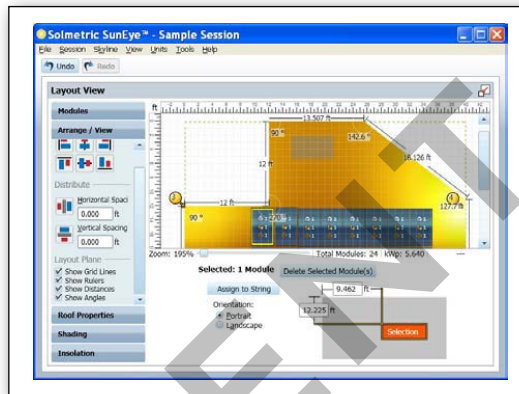 Solmetric SunEye™ - Sample Session
File Session Skyline View Units Tools Help
Undo Redo
Layout View
Modules
Arrange / View
Distribute
Horizontal Spaci
0.000 ft
Vertical Spacing
0.000 ft
Layout Plane
Show Grid Lines
Show Rulers
Show Distances
Show Angles
Roof Properties
Shading
Insolation
ft
13.507 ft
90 °
142.6 °
12 ft
16.126 ft
12 ft
90 °
127.7 °
Zoom: 195%
Total Modules: 24 kWp: 5.640
Selected: 1 Module Delete Selected Module(s)
Assign to String
9.462 ft
Orientation:
12.225 ft
Portrait
Landscape
Selection